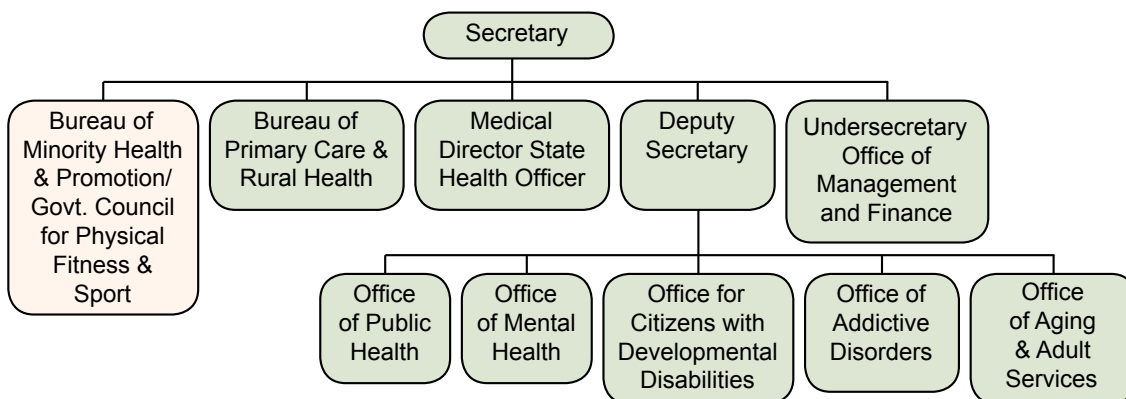 Secretary
Bureau of
Minority Health
& Promotion/
Govt. Council
for Physical
Fitness &
Sport
Bureau of
Primary Care &
Rural Health
Medical
Director State
Health Officer
Deputy
Secretary
Undersecretary
Office of
Management
and Finance
Office
of Public
Health
Office
of Mental
Health
Office for
Citizens with
Developmental
Disabilities
Office of
Addictive
Disorders
Office
of Aging
& Adult
Services